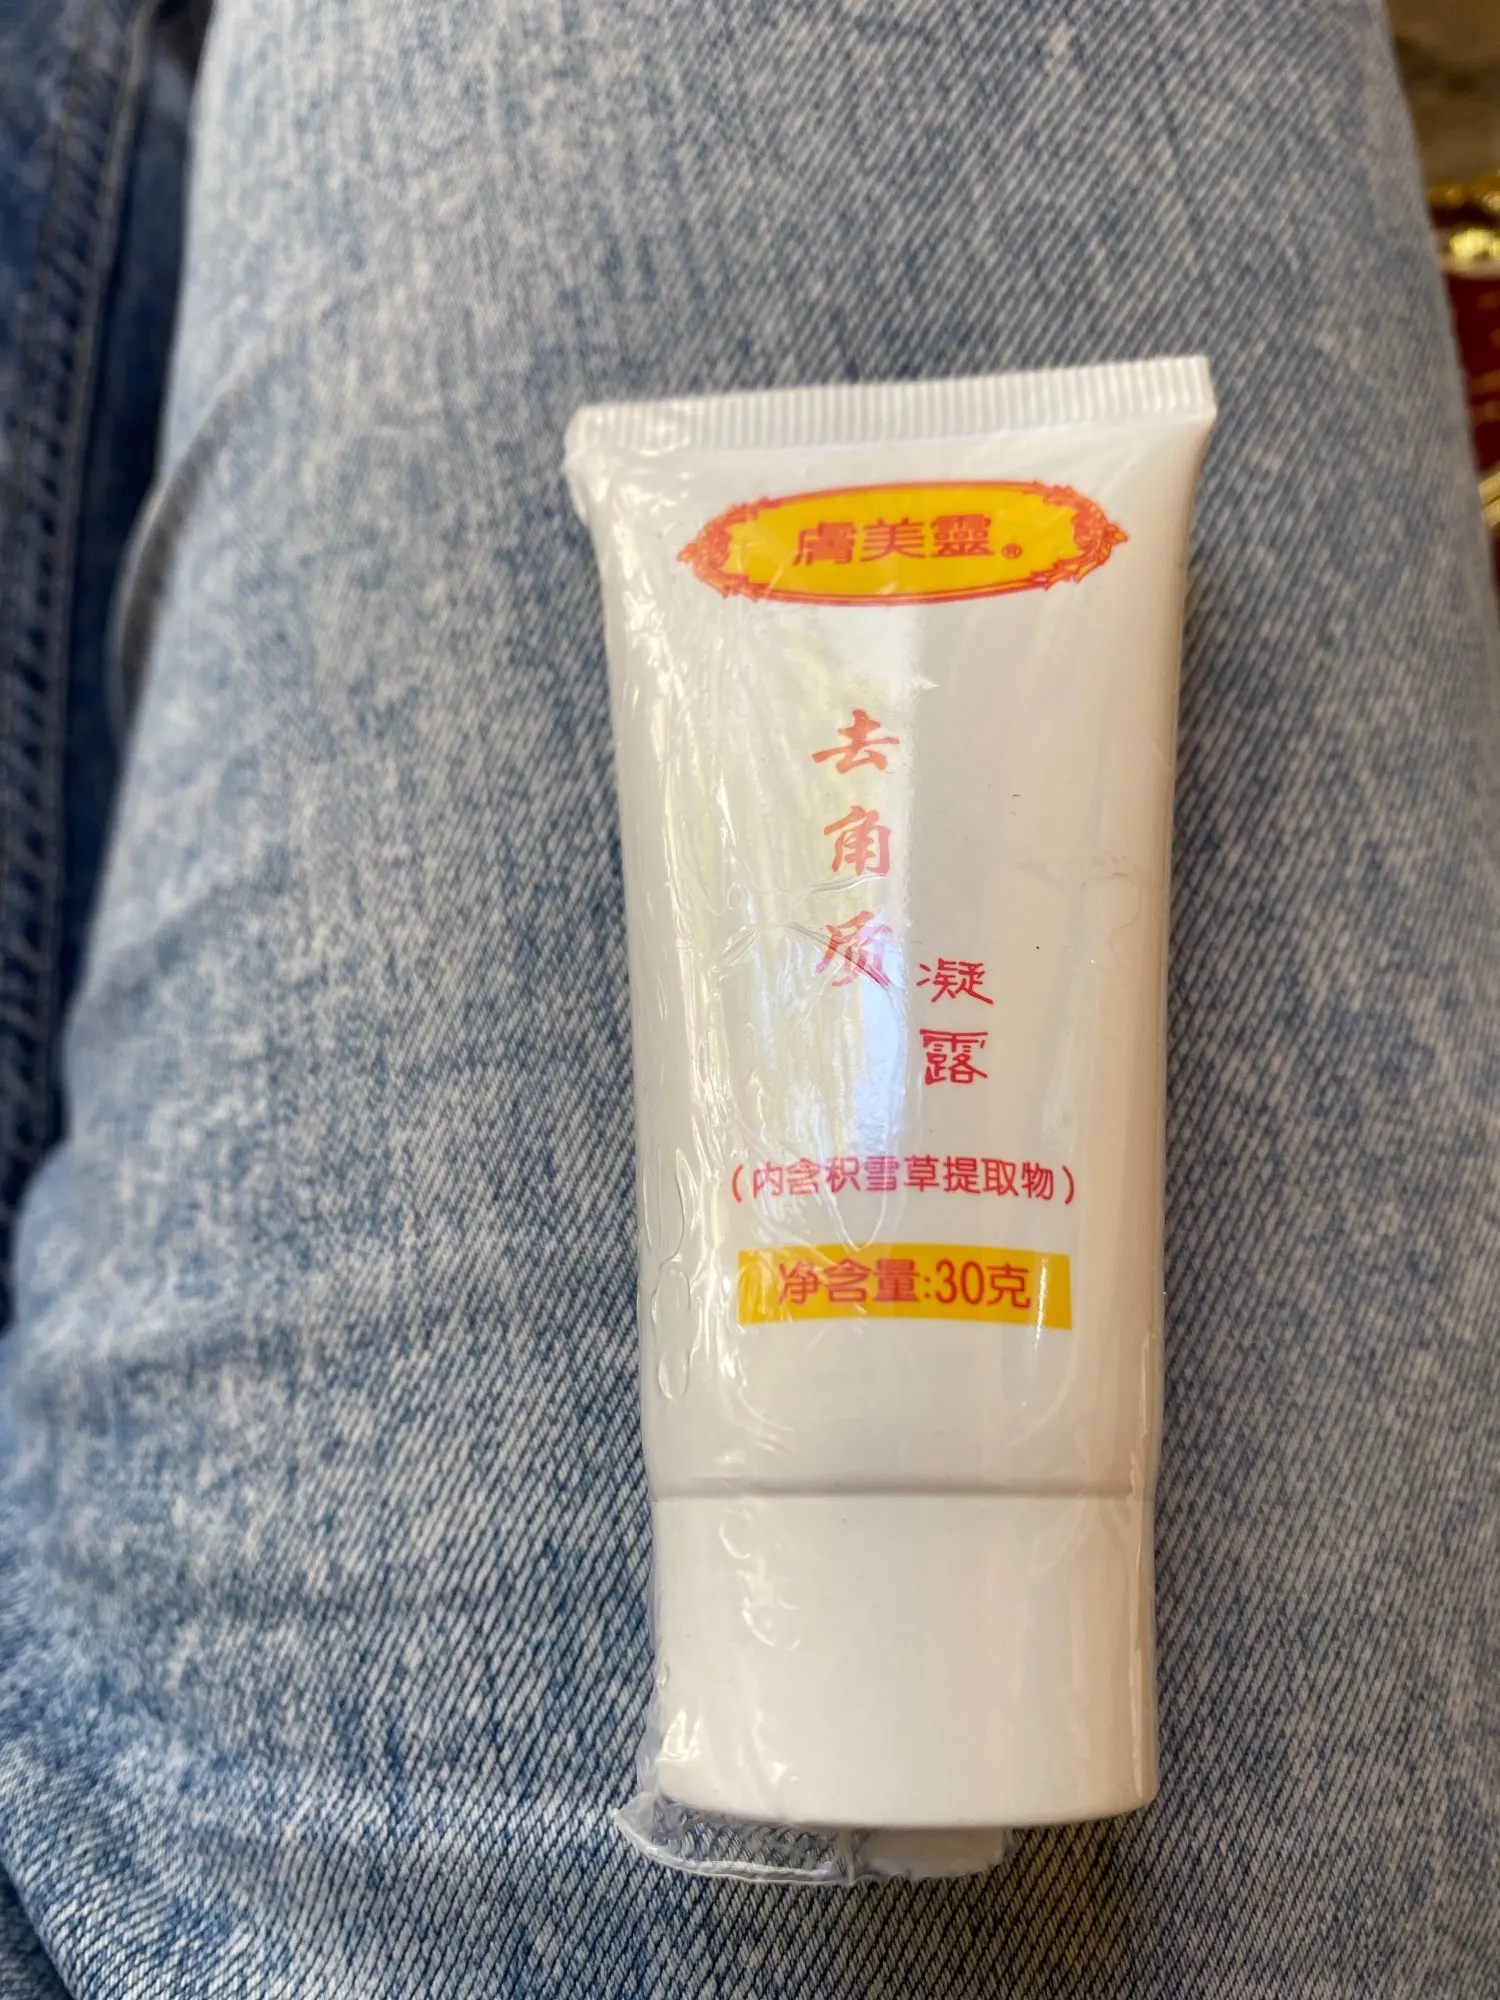 膚美靈®
去角质
凝露
(内含积雪草提取物)
净含量:30克